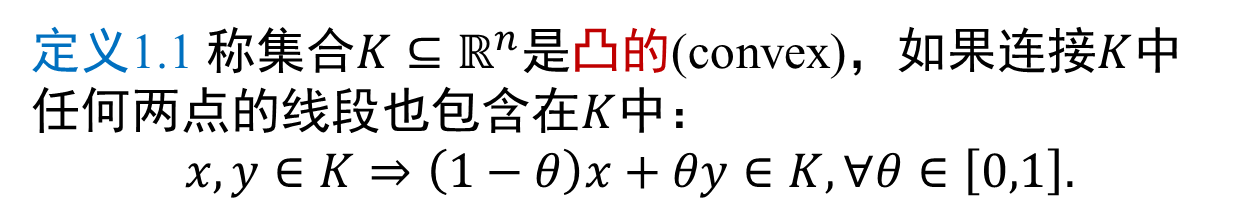 定义1.1 称集合𝐾 ⊆ ℝⁿ是凸的(convex)，如果连接𝐾中
任何两点的线段也包含在𝐾中：
𝑥, 𝑦 ∈ 𝐾 ⇒ (1 − 𝜃)𝑥 + 𝜃𝑦 ∈ 𝐾, ∀𝜃 ∈ [0,1].